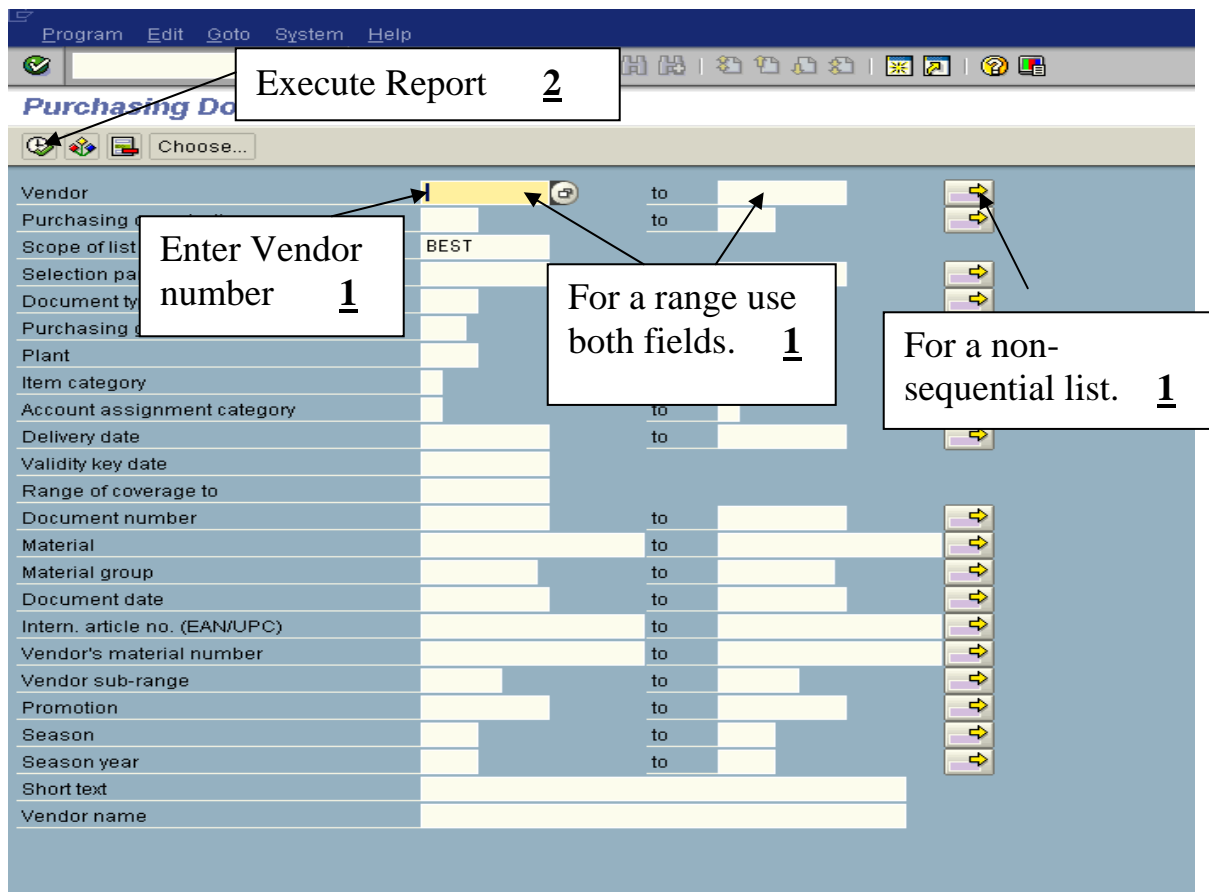 Program Edit Goto System Help
Execute Report 2
Purchasing Do
Choose...
Vendor to
Purchasing to
Scope of list BEST
Enter Vendor
number 1
Selection pa
Document ty
For a range use
both fields. 1
Purchasing
For a non-
sequential list. 1
Plant
Item category
Account assignment category to
Delivery date to
Validity key date
Range of coverage to
Document number to
Material to
Material group to
Document date to
Intern. article no. (EAN/UPC) to
Vendor's material number to
Vendor sub-range to
Promotion to
Season to
Season year to
Short text
Vendor name